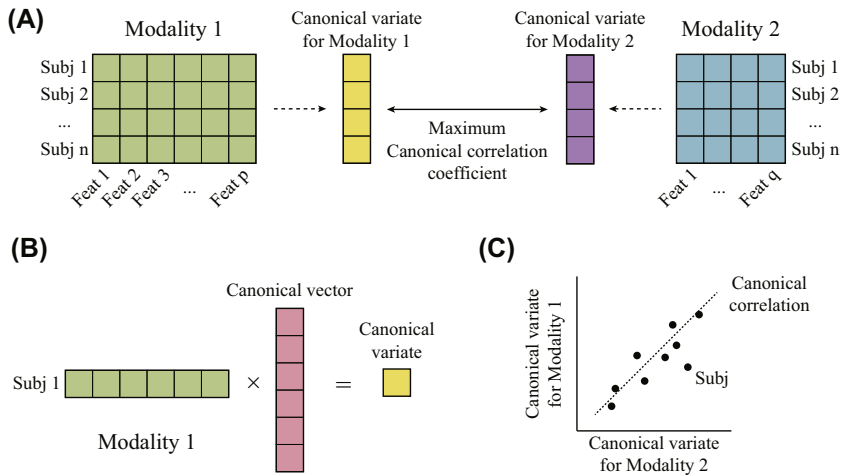 (A)
Modality 1
Canonical variate
for Modality 1
Canonical variate
for Modality 2
Modality 2
Subj 1
Subj 2
...
Subj n
Feat 1
Feat 2
Feat 3
...
Feat p
Maximum
Canonical correlation
coefficient
Subj 1
Subj 2
...
Subj n
Feat 1
...
Feat q
(B)
Canonical vector
Canonical
variate
Subj 1
×
=
Modality 1
(C)
Canonical variate
for Modality 1
Canonical
correlation
Subj
Canonical variate
for Modality 2